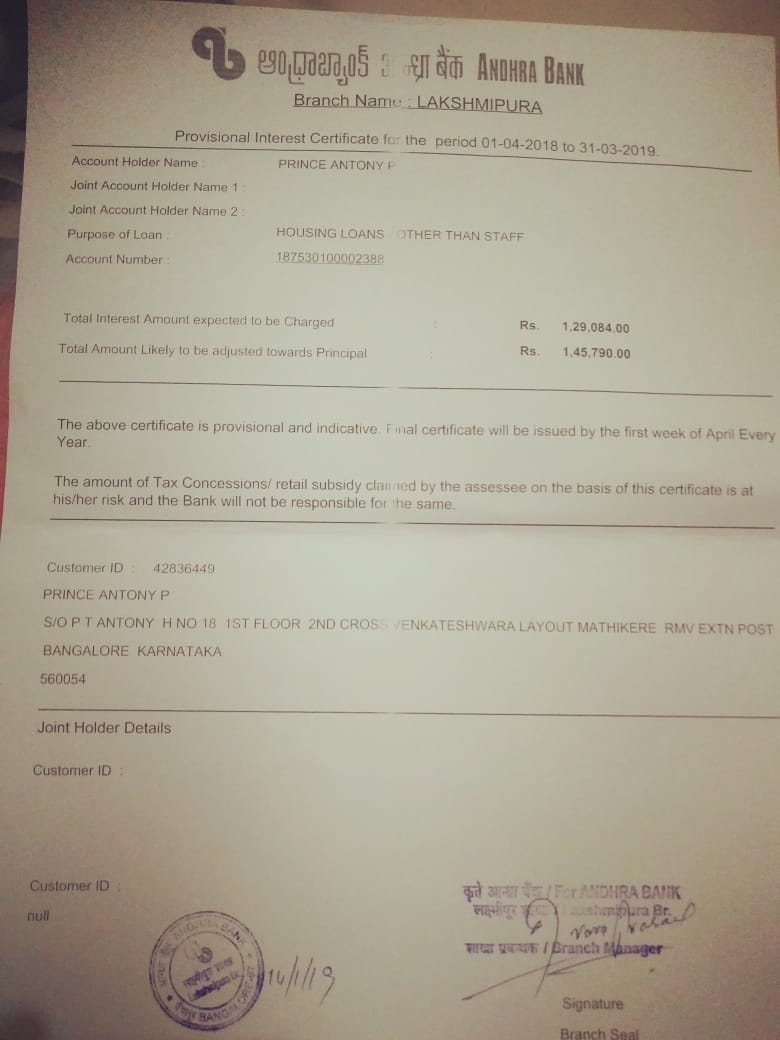 ఆంధ్రాబ్యాంక్ आन्ध्रा बैंक ANDHRA BANK
Branch Name : LAKSHMIPURA
Provisional Interest Certificate for the period 01-04-2018 to 31-03-2019.
Account Holder Name : PRINCE ANTONY P
Joint Account Holder Name 1 :
Joint Account Holder Name 2 :
Purpose of Loan : HOUSING LOANS OTHER THAN STAFF
Account Number : 187530100002388
Total Interest Amount expected to be Charged : Rs. 1,29,084.00
Total Amount Likely to be adjusted towards Principal : Rs. 1,45,790.00
The above certificate is provisional and indicative. Final certificate will be issued by the first week of April Every
Year.
The amount of Tax Concessions/ retail subsidy claimed by the assessee on the basis of this certificate is at
his/her risk and the Bank will not be responsible for the same.
Customer ID : 42836449
PRINCE ANTONY P
S/O P T ANTONY H NO 18 1ST FLOOR 2ND CROSS VENKATESHWARA LAYOUT MATHIKERE RMV EXTN POST
BANGALORE KARNATAKA
560054
Joint Holder Details
Customer ID :
Customer ID :
null
कृते आन्ध्रा बैंक / For ANDHRA BANK
लक्ष्मीपुर शाखा / Lakshmipura Br.
शाखा प्रबन्धक / Branch Manager
ANDHRA BANK
Lakshmipura Br.
BANGALORE
14/1/19
Signature
Branch Seal